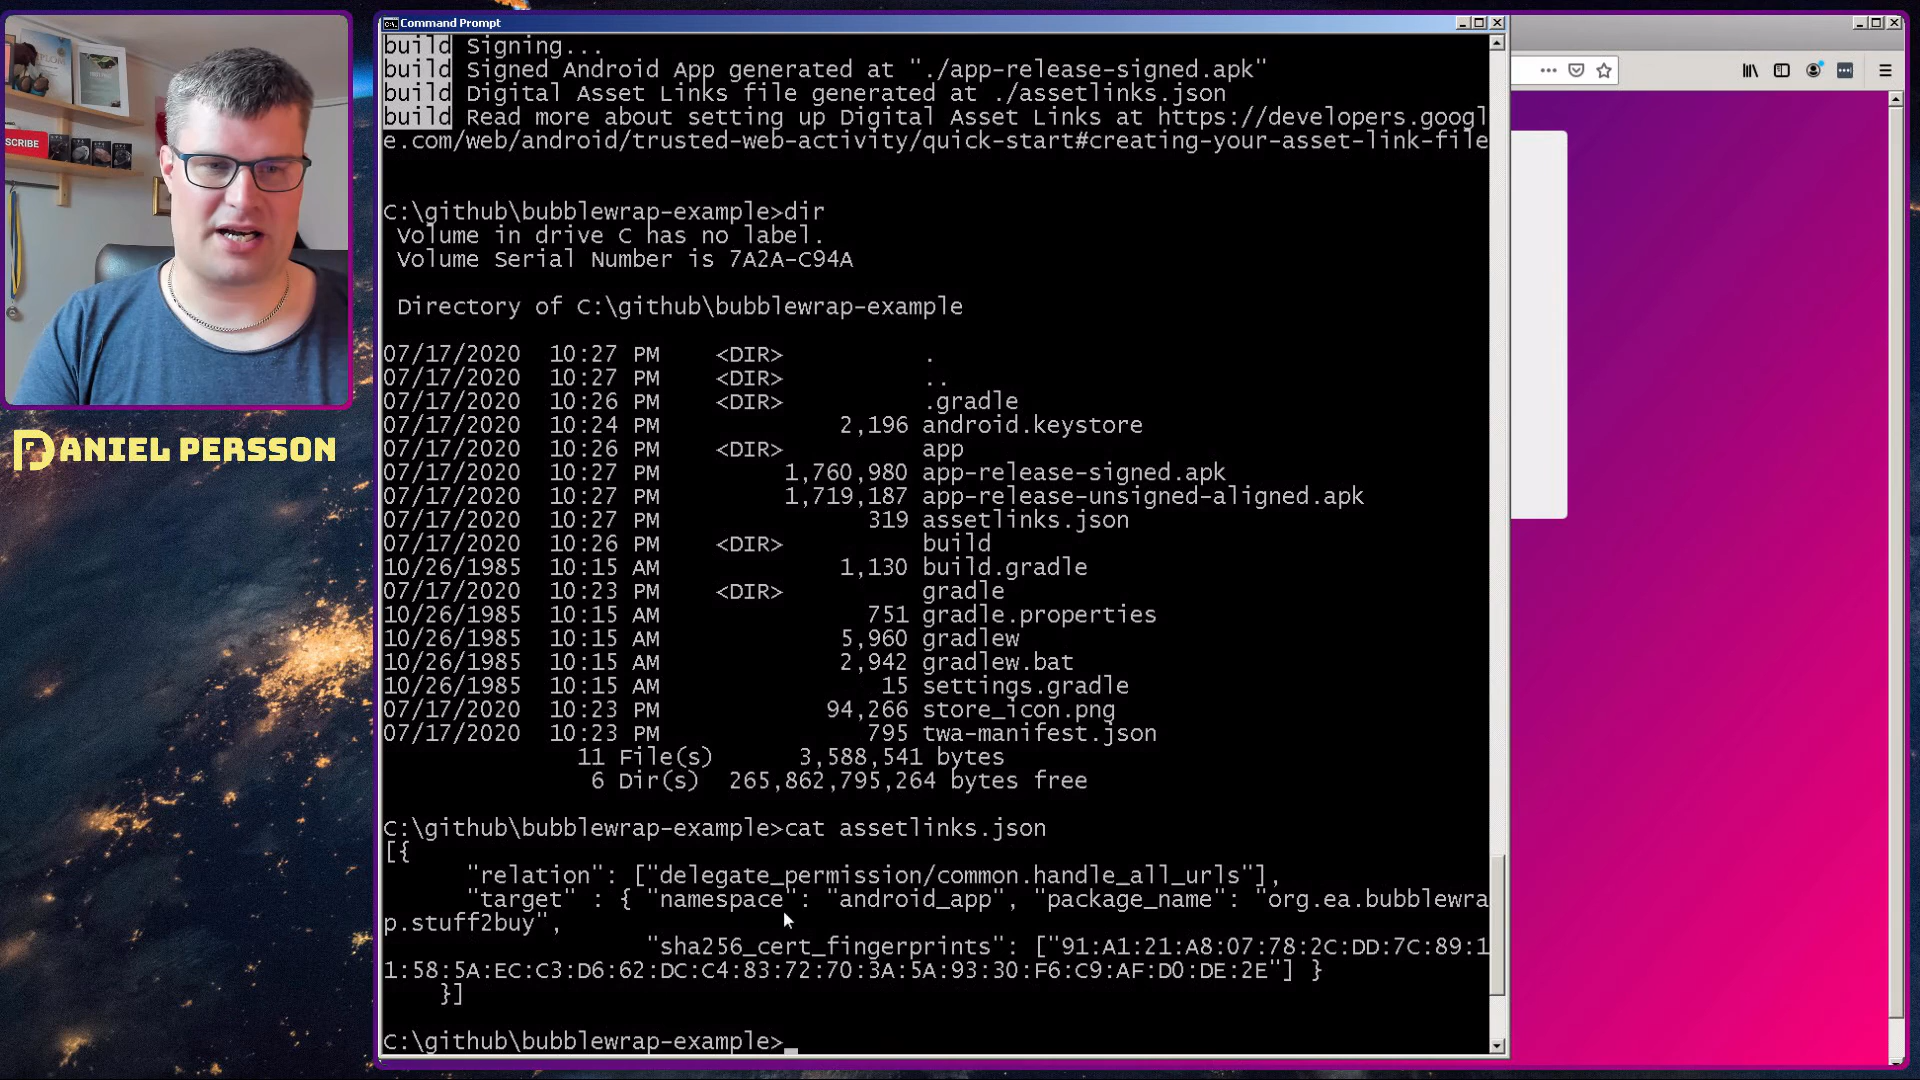 Command Prompt
build Signing...
build Signed Android App generated at "./app-release-signed.apk"
build Digital Asset Links file generated at ./assetlinks.json
build Read more about setting up Digital Asset Links at https://developers.googl
e.com/web/android/trusted-web-activity/quick-start#creating-your-asset-link-file
C:\github\bubblewrap-example>dir
Volume in drive C has no label.
Volume Serial Number is 7A2A-C94A
Directory of C:\github\bubblewrap-example
07/17/2020 10:27 PM <DIR> .
07/17/2020 10:27 PM <DIR> ..
07/17/2020 10:26 PM <DIR> .gradle
07/17/2020 10:24 PM 2,196 android.keystore
07/17/2020 10:26 PM <DIR> app
07/17/2020 10:27 PM 1,760,980 app-release-signed.apk
07/17/2020 10:27 PM 1,719,187 app-release-unsigned-aligned.apk
07/17/2020 10:27 PM 319 assetlinks.json
07/17/2020 10:26 PM <DIR> build
10/26/1985 10:15 AM 1,130 build.gradle
07/17/2020 10:23 PM <DIR> gradle
10/26/1985 10:15 AM 751 gradle.properties
10/26/1985 10:15 AM 5,960 gradlew
10/26/1985 10:15 AM 2,942 gradlew.bat
10/26/1985 10:15 AM 15 settings.gradle
07/17/2020 10:23 PM 94,266 store_icon.png
07/17/2020 10:23 PM 795 twa-manifest.json
11 File(s) 3,588,541 bytes
6 Dir(s) 265,862,795,264 bytes free
C:\github\bubblewrap-example>cat assetlinks.json
[{
"relation": ["delegate_permission/common.handle_all_urls"],
"target" : { "namespace": "android_app", "package_name": "org.ea.bubblewra
p.stuff2buy",
"sha256_cert_fingerprints": ["91:A1:21:A8:07:78:2C:DD:7C:89:1
1:58:5A:EC:C3:D6:62:DC:C4:83:72:70:3A:5A:93:30:F6:C9:AF:D0:DE:2E"] }
}]
C:\github\bubblewrap-example>_
SCRIBE
DANIEL PERSSON